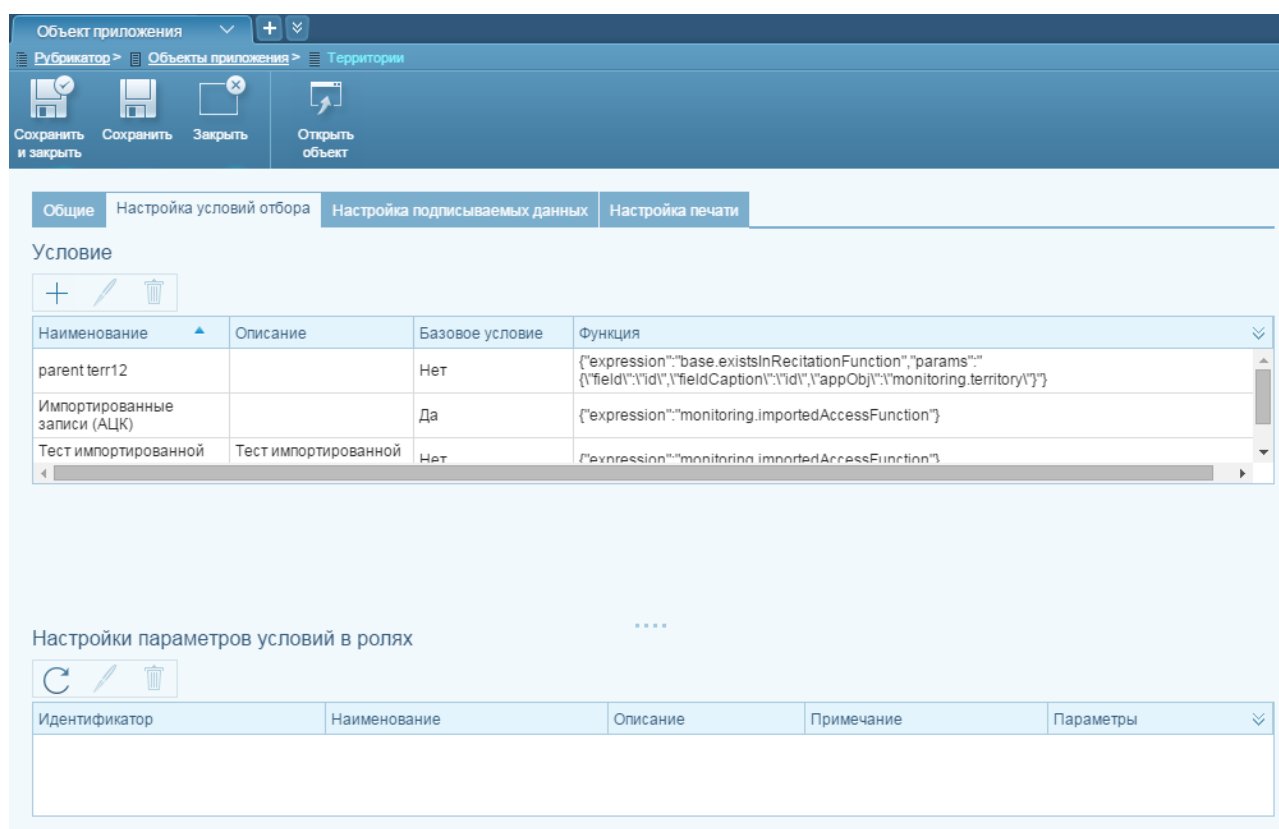 Объект приложения
Рубрикатор > Объекты приложения > Территории
Сохранить и закрыть
Сохранить
Закрыть
Открыть объект
Общие
Настройка условий отбора
Настройка подписываемых данных
Настройка печати
Условие
Наименование
Описание
Базовое условие
Функция
parent terr12
Нет
{"expression":"base.existsInRecitationFunction","params":"
{\"field\":\"id\",\"fieldCaption\":\"id\",\"appObj\":\"monitoring.territory\"}"}
Импортированные
записи (АЦК)
Да
{"expression":"monitoring.importedAccessFunction"}
Тест импортированной
Тест импортированной
Нет
{"expression":"monitoring.importedAccessFunction"}
Настройки параметров условий в ролях
Идентификатор
Наименование
Описание
Примечание
Параметры